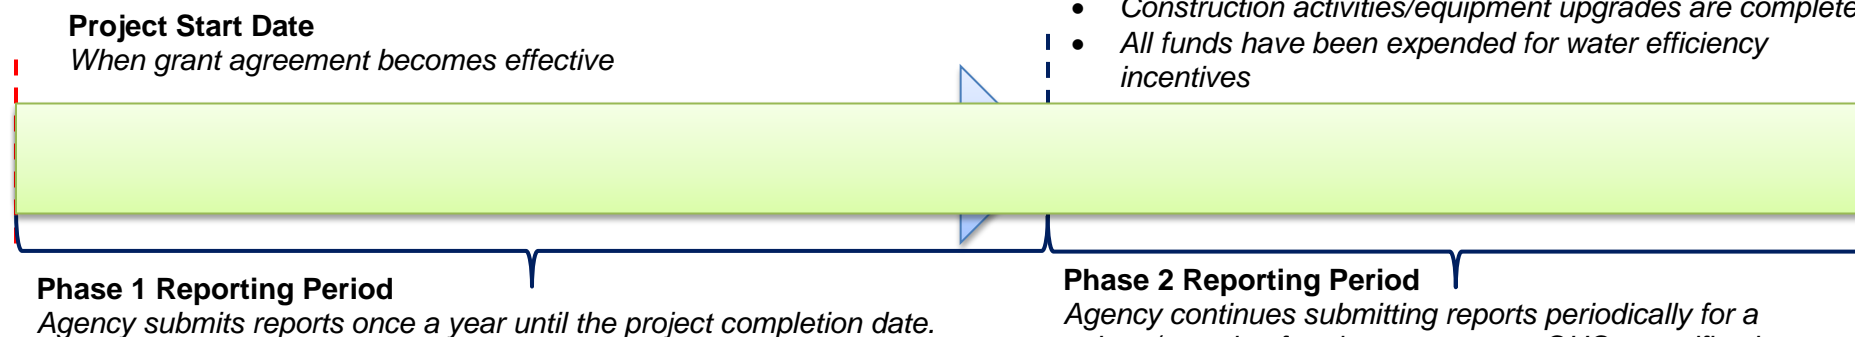 Project Start Date
When grant agreement becomes effective
• Construction activities/equipment upgrades are complete
• All funds have been expended for water efficiency
incentives
Phase 1 Reporting Period
Agency submits reports once a year until the project completion date.
Phase 2 Reporting Period
Agency continues submitting reports periodically for a